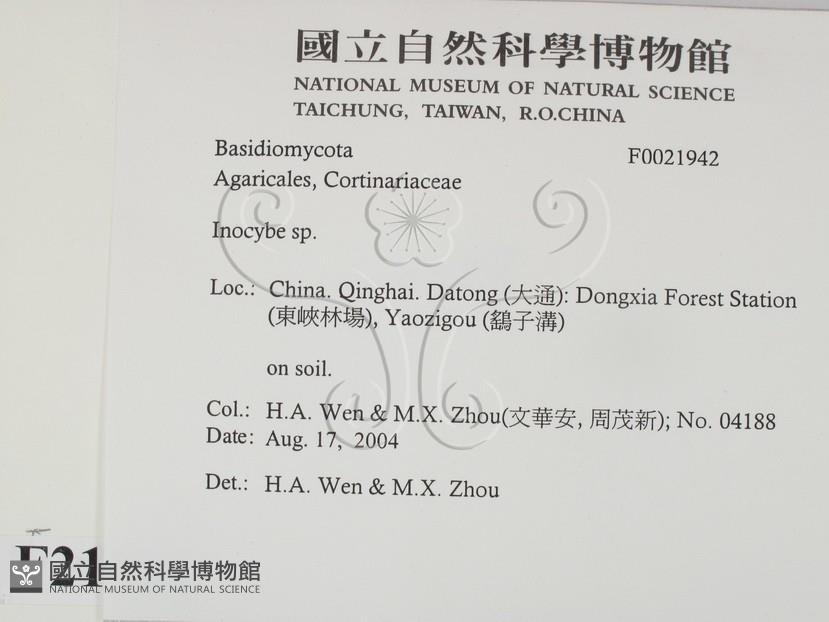 國立自然科學博物館
NATIONAL MUSEUM OF NATURAL SCIENCE
TAICHUNG, TAIWAN, R.O.CHINA
Basidiomycota F0021942
Agaricales, Cortinariaceae
Inocybe sp.
Loc.: China. Qinghai. Datong (大通): Dongxia Forest Station
(東峽林場), Yaozigou (鷂子溝)
on soil.
Col.: H.A. Wen & M.X. Zhou(文華安, 周茂新); No. 04188
Date: Aug. 17, 2004
Det.: H.A. Wen & M.X. Zhou
F21
國立自然科學博物館
NATIONAL MUSEUM OF NATURAL SCIENCE